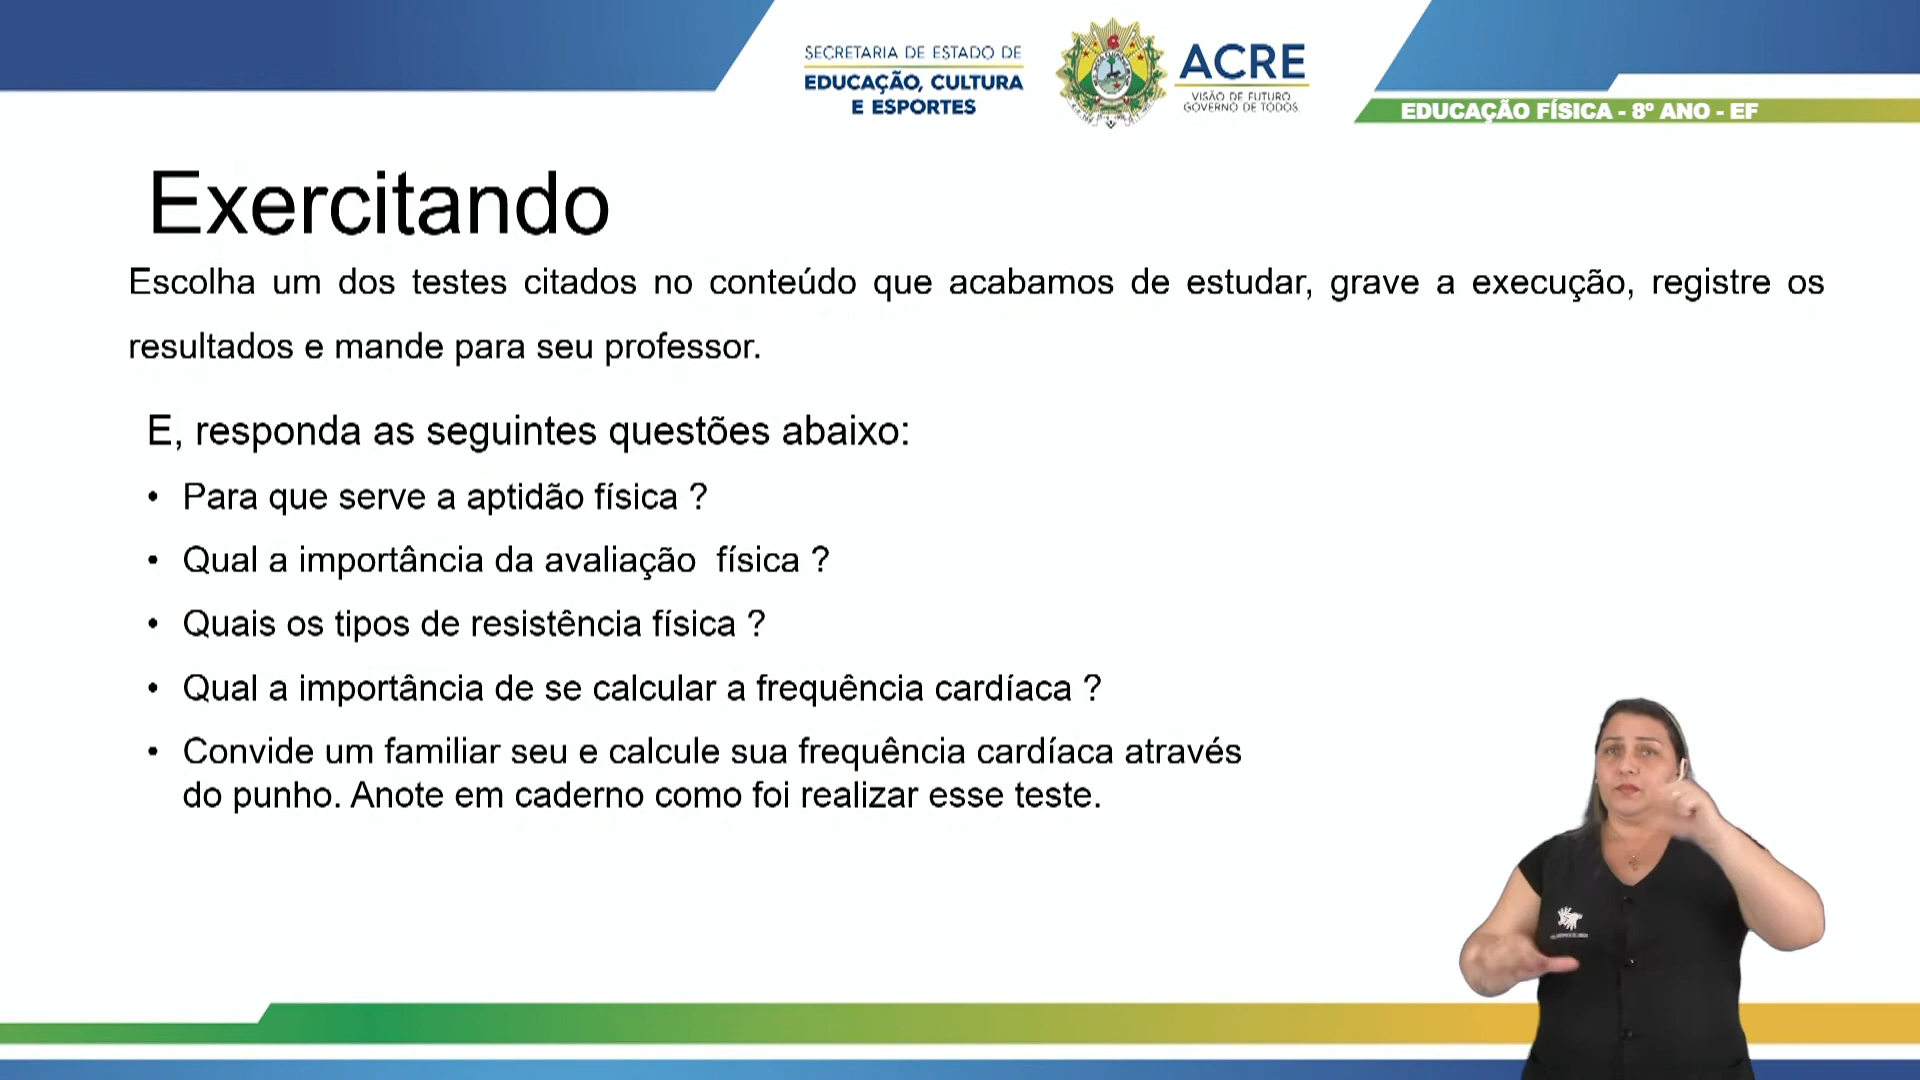 SECRETARIA DE ESTADO DE
EDUCAÇÃO, CULTURA
E ESPORTES
ACRE
VISÃO DE FUTURO
GOVERNO DE TODOS
EDUCAÇÃO FÍSICA - 8º ANO - EF
Exercitando
Escolha um dos testes citados no conteúdo que acabamos de estudar, grave a execução, registre os
resultados e mande para seu professor.
E, responda as seguintes questões abaixo:
• Para que serve a aptidão física ?
• Qual a importância da avaliação  física ?
• Quais os tipos de resistência física ?
• Qual a importância de se calcular a frequência cardíaca ?
• Convide um familiar seu e calcule sua frequência cardíaca através
do punho. Anote em caderno como foi realizar esse teste.